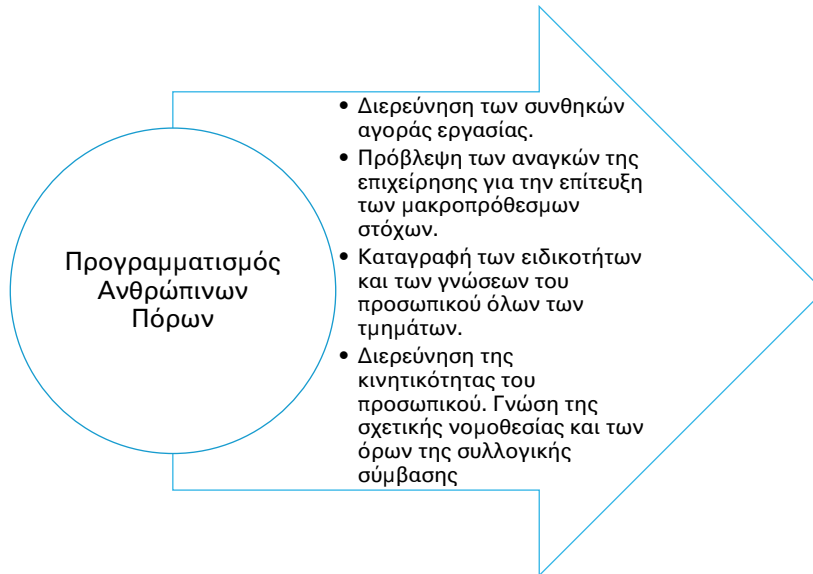 Προγραμματισμός
Ανθρώπινων
Πόρων
• Διερεύνηση των συνθηκών
αγοράς εργασίας.
• Πρόβλεψη των αναγκών της
επιχείρησης για την επίτευξη
των μακροπρόθεσμων
στόχων.
• Καταγραφή των ειδικοτήτων
και των γνώσεων του
προσωπικού όλων των
τμημάτων.
• Διερεύνηση της
κινητικότητας του
προσωπικού. Γνώση της
σχετικής νομοθεσίας και των
όρων της συλλογικής
σύμβασης